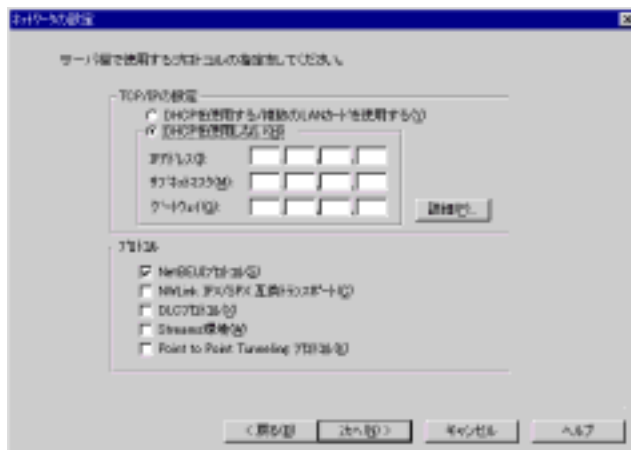 ネットワークの設定
サーバ屋で使用するプロトコルの指定をしてください。
TCP/IPの設定
DHCPを使用する/複数のLANカードを使用する(Y)
DHCPを使用しない(S)
IPアドレス(I):
サブネットマスク(M):
ゲートウェイ(G):
詳細(P)...
プロトコル
NetBEUIプロトコル(E)
NWLink IPX/SPX 互換トランスポート(C)
DLCプロトコル(V)
Streams環境(W)
Point to Point Tunneling プロトコル(L)
< 戻る(B)
次へ(N) >
キャンセル
ヘルプ